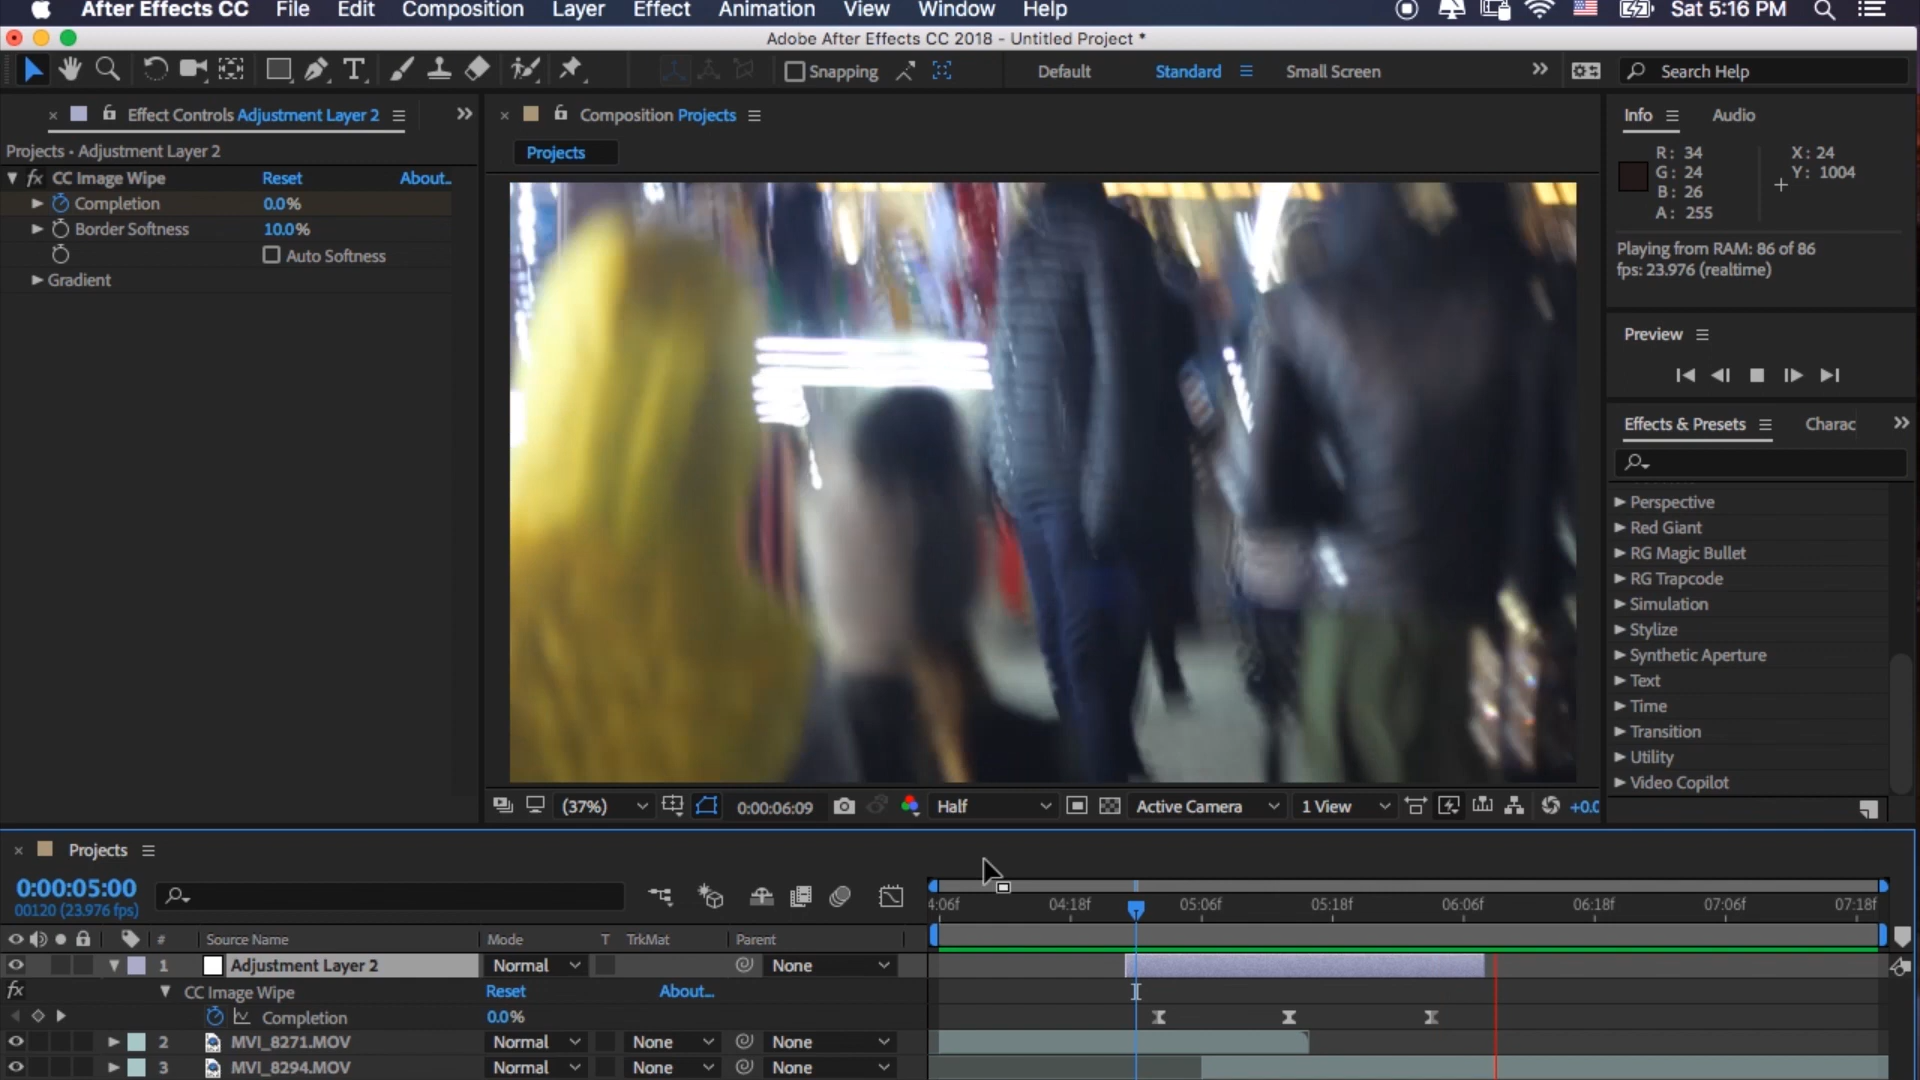 After Effects CC File Edit Composition Layer Effect Animation View Window Help Sat 5:16 PM
Adobe After Effects CC 2018 - Untitled Project *
Snapping Default Standard Small Screen Search Help
Effect Controls Adjustment Layer 2
Composition Projects
Info Audio
Projects • Adjustment Layer 2
Projects
R: 34 X: 24
G: 24 Y: 1004
B: 26
A: 255
fx CC Image Wipe Reset About..
Completion 0.0%
Border Softness 10.0%
Auto Softness
Gradient
Playing from RAM: 86 of 86
fps: 23.976 (realtime)
Preview
Effects & Presets Charac
Perspective
Red Giant
RG Magic Bullet
RG Trapcode
Simulation
Stylize
Synthetic Aperture
Text
Time
Transition
Utility
Video Copilot
(37%) 0:00:06:09 Half Active Camera 1 View +0.0
Projects
0:00:05:00
00120 (23.976 fps)
4:06f 04:18f 05:06f 05:18f 06:06f 06:18f 07:06f 07:18f
# Source Name Mode T TrkMat Parent
1 Adjustment Layer 2 Normal None
fx CC Image Wipe Reset About...
Completion 0.0%
2 MVI_8271.MOV Normal None None
3 MVI_8294.MOV Normal None None